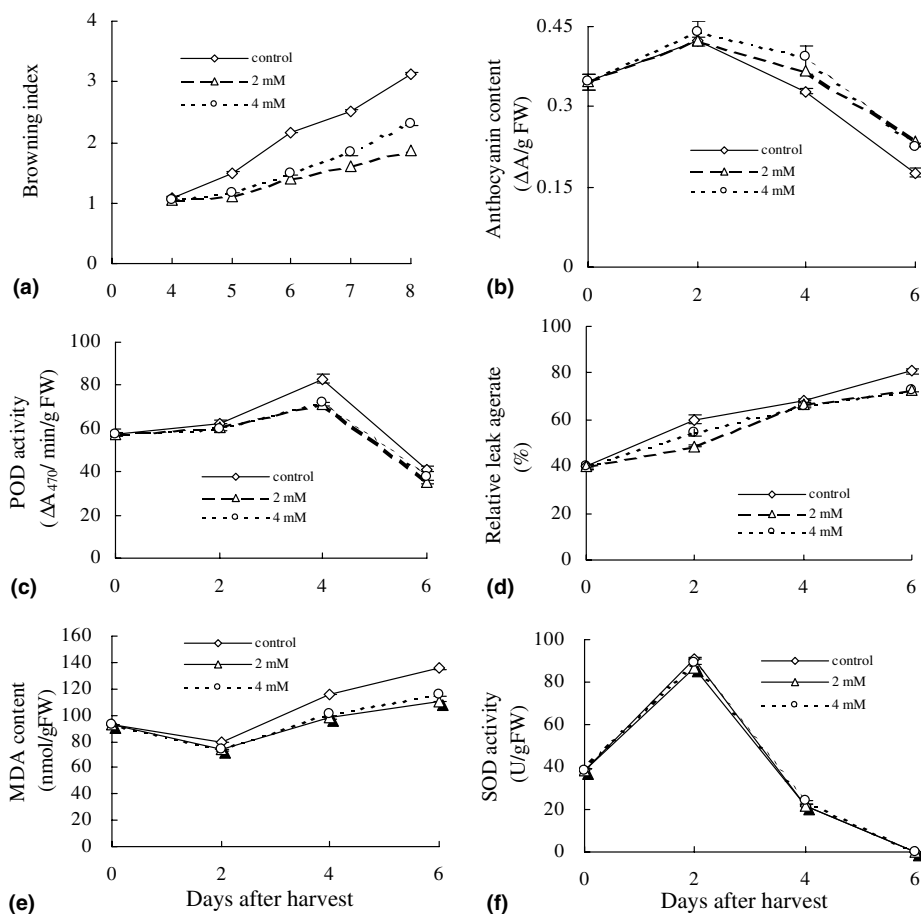 4
3
2
1
0
Browning index
control
2 mM
4 mM
0 4 5 6 7 8
(a)
0.45
0.3
0.15
0
Anthocyanin content
(ΔA/g FW)
control
2 mM
4 mM
0 2 4 6
(b)
100
80
60
40
20
0
POD activity
(ΔA470/ min/g FW)
control
2 mM
4 mM
0 2 4 6
(c)
100
80
60
40
20
0
Relative leak agerate
(%)
control
2 mM
4 mM
0 2 4 6
(d)
160
140
120
100
80
60
40
20
0
MDA content
(nmol/gFW)
control
2 mM
4 mM
0 2 4 6
(e)
Days after harvest
100
80
60
40
20
0
SOD activity
(U/gFW)
control
2 mM
4 mM
0 2 4 6
(f)
Days after harvest